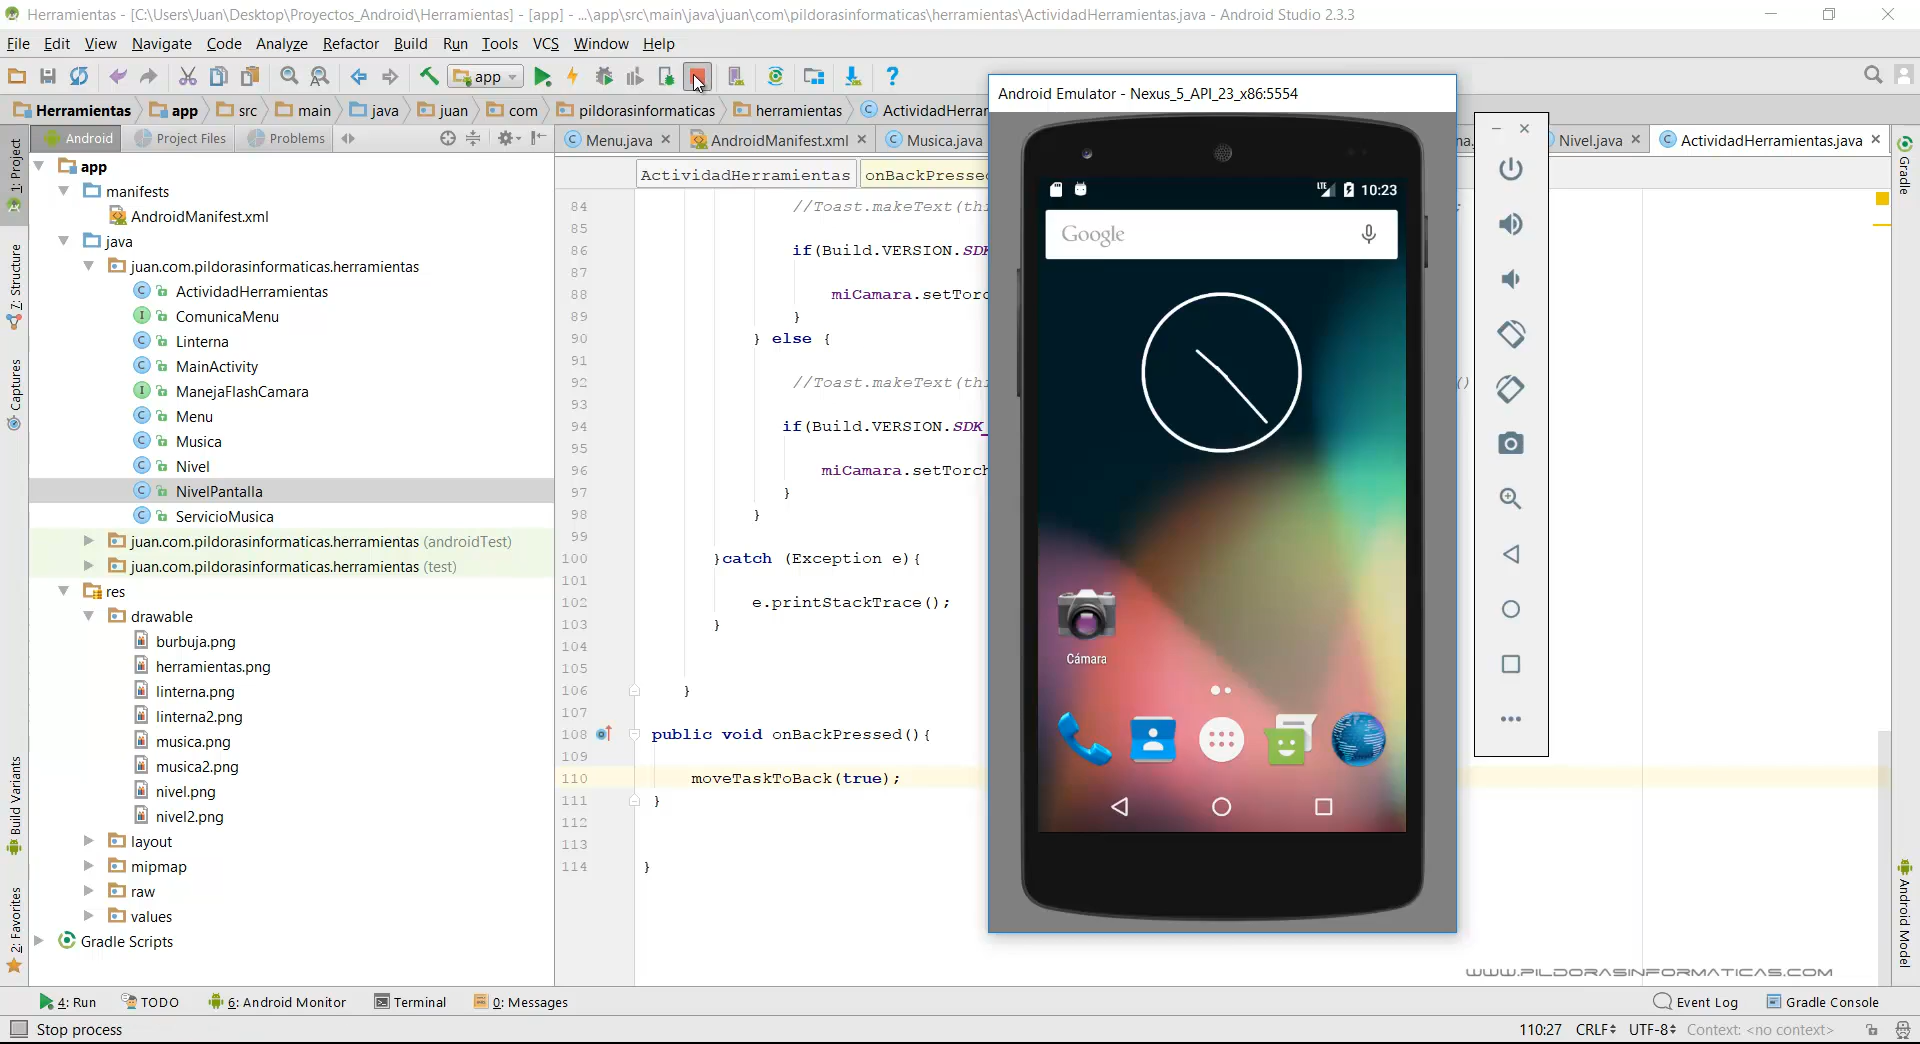 Herramientas - [C:\Users\Juan\Desktop\Proyectos_Android\Herramientas] - [app] - ...\app\src\main\java\juan\com\pildorasinformaticas\herramientas\ActividadHerramientas.java - Android Studio 2.3.3
File Edit View Navigate Code Analyze Refactor Build Run Tools VCS Window Help
app
Herramientas app src main java juan com pildorasinformaticas herramientas ActividadHerra
Android Project Files Problems
Menu.java AndroidManifest.xml Musica.java Nivel.java ActividadHerramientas.java
ActividadHerramientas onBackPressed
1: Project
7: Structure
Captures
Build Variants
2: Favorites
app
manifests
AndroidManifest.xml
java
juan.com.pildorasinformaticas.herramientas
ActividadHerramientas
ComunicaMenu
Linterna
MainActivity
ManejaFlashCamara
Menu
Musica
Nivel
NivelPantalla
ServicioMusica
juan.com.pildorasinformaticas.herramientas (androidTest)
juan.com.pildorasinformaticas.herramientas (test)
res
drawable
burbuja.png
herramientas.png
linterna.png
linterna2.png
musica.png
musica2.png
nivel.png
nivel2.png
layout
mipmap
raw
values
Gradle Scripts
84 //Toast.makeText(thi ;
85
86 if(Build.VERSION.SDK
87
88 miCamara.setTorc
89 }
90 } else {
91
92 //Toast.makeText(thi ()
93
94 if(Build.VERSION.SDK_
95
96 miCamara.setTorch
97 }
98 }
99
100 }catch (Exception e){
101
102 e.printStackTrace();
103 }
104
105
106 }
107
108 public void onBackPressed(){
109
110 moveTaskToBack(true);
111 }
112
113
114 }
Android Emulator - Nexus_5_API_23_x86:5554
LTE 10:23
Google
Cámara
Gradle
Android Model
WWW.PILDORASINFORMATICAS.COM
4: Run TODO 6: Android Monitor Terminal 0: Messages Event Log Gradle Console
Stop process 110:27 CRLF UTF-8 Context: <no context>